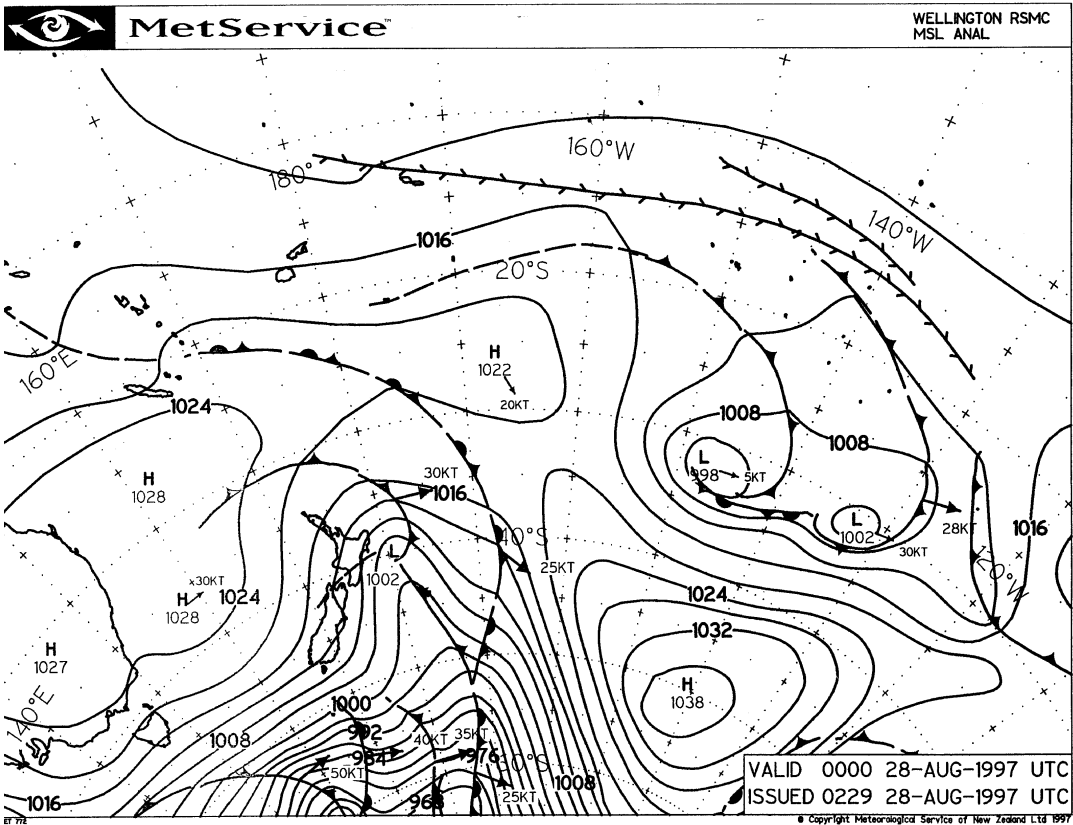 MetService™
WELLINGTON RSMC
MSL ANAL
160°W
180°
140°W
1016
20°S
H
1022
20KT
160°E
1024
1008
1008
H
1028
30KT
1016
L
998
5KT
L
1002
28KT
30KT
1016
40°S
25KT
L
1002
120°W
30KT
H
1028
1024
1024
1032
H
1027
H
1038
140°E
1000
992
984
1008
40KT
35KT
976
50KT
50°S
1008
25KT
968
1016
VALID 0000 28-AUG-1997 UTC
ISSUED 0229 28-AUG-1997 UTC
© Copyright Meteorological Service of New Zealand Ltd 1997